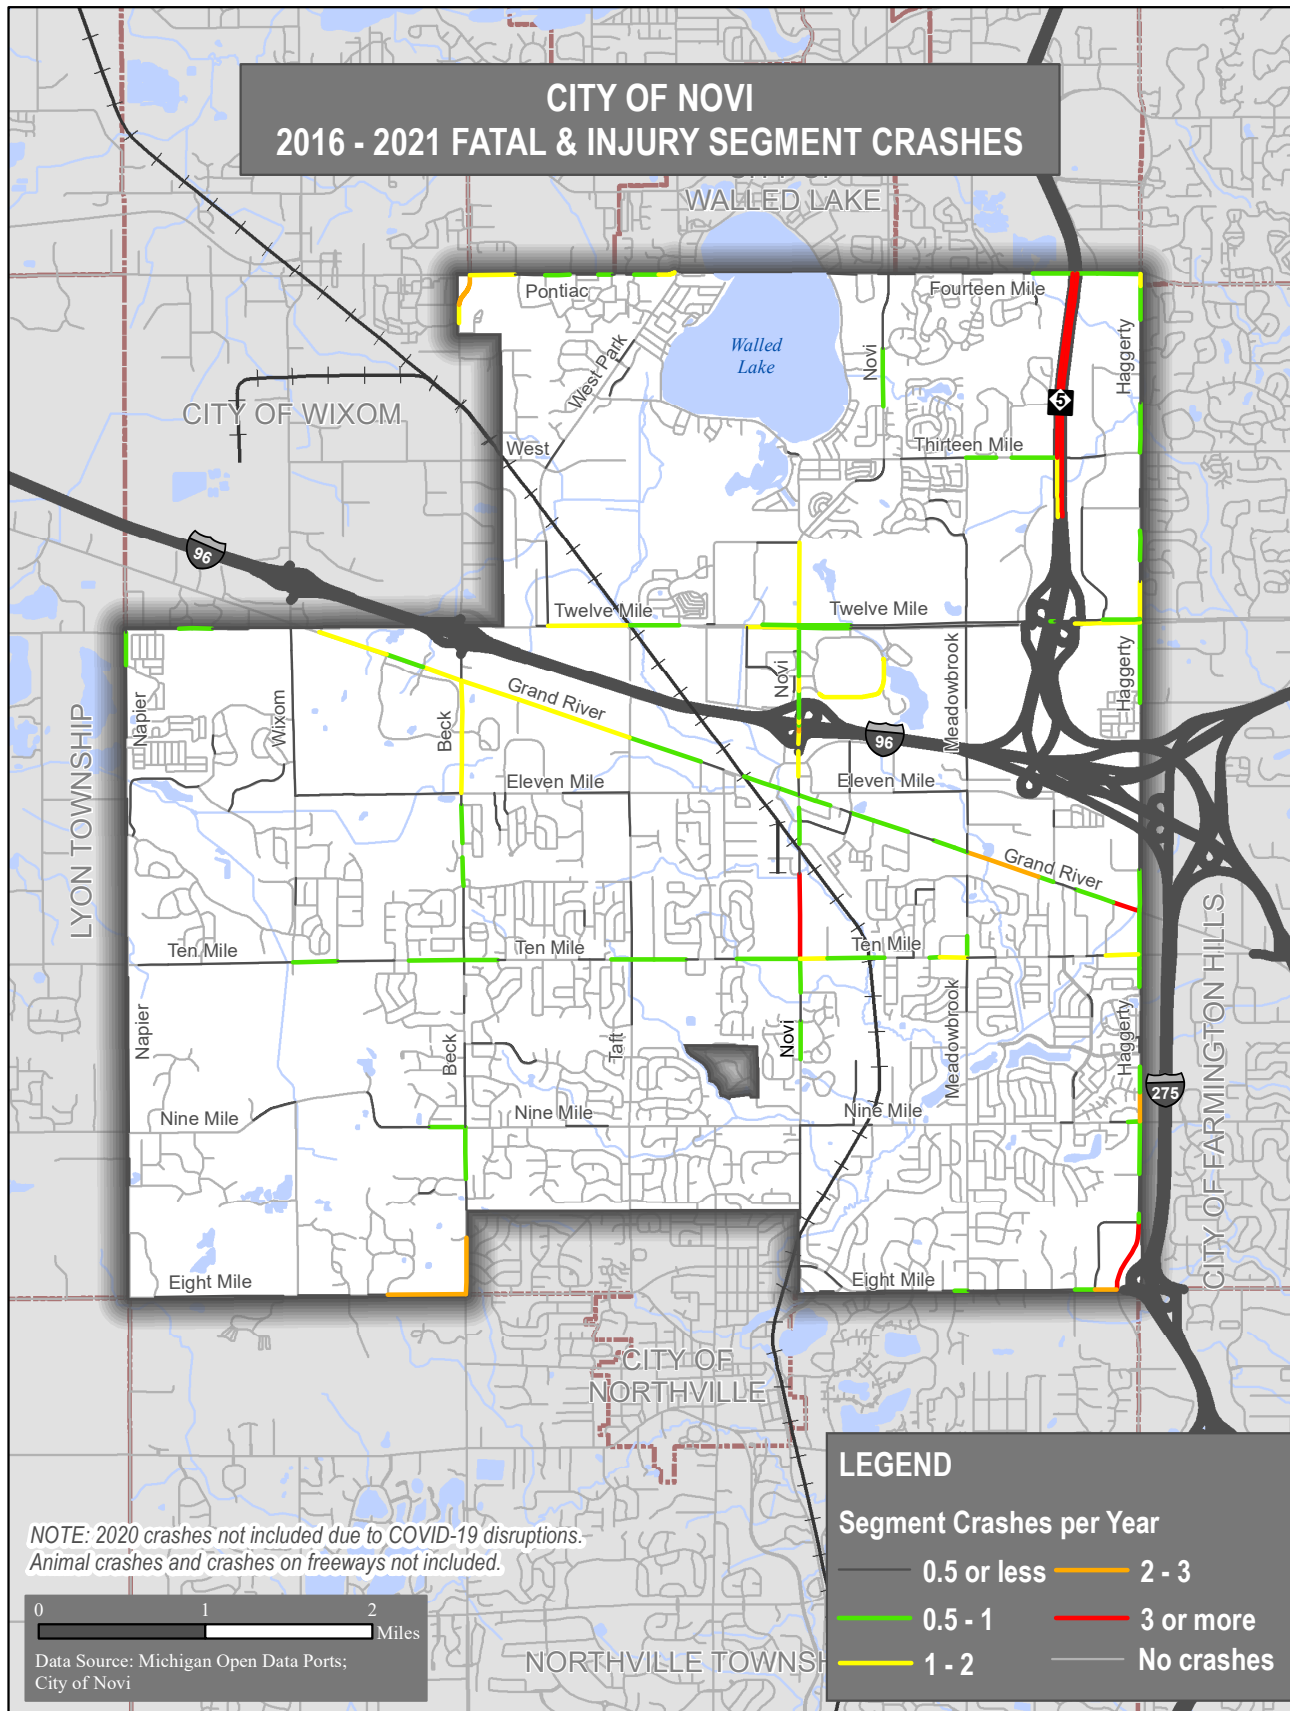 CITY OF NOVI
2016 - 2021 FATAL & INJURY SEGMENT CRASHES
WALLED LAKE
Pontiac
Fourteen Mile
Walled
Lake
West Park
Novi
Haggerty
5
CITY OF WIXOM
West
Thirteen Mile
96
Twelve Mile
Twelve Mile
Napier
Wixom
Beck
Grand River
Novi
Meadowbrook
Haggerty
96
LYON TOWNSHIP
Eleven Mile
Eleven Mile
Grand River
Ten Mile
Ten Mile
Ten Mile
Napier
Beck
Taft
Novi
Meadowbrook
Haggerty
275
CITY OF FARMINGTON HILLS
Nine Mile
Nine Mile
Nine Mile
Eight Mile
Eight Mile
CITY OF
NORTHVILLE
NOTE: 2020 crashes not included due to COVID-19 disruptions.
Animal crashes and crashes on freeways not included.
0 1 2
Miles
Data Source: Michigan Open Data Ports;
City of Novi
NORTHVILLE TOWNSH
LEGEND
Segment Crashes per Year
0.5 or less
2 - 3
0.5 - 1
3 or more
1 - 2
No crashes